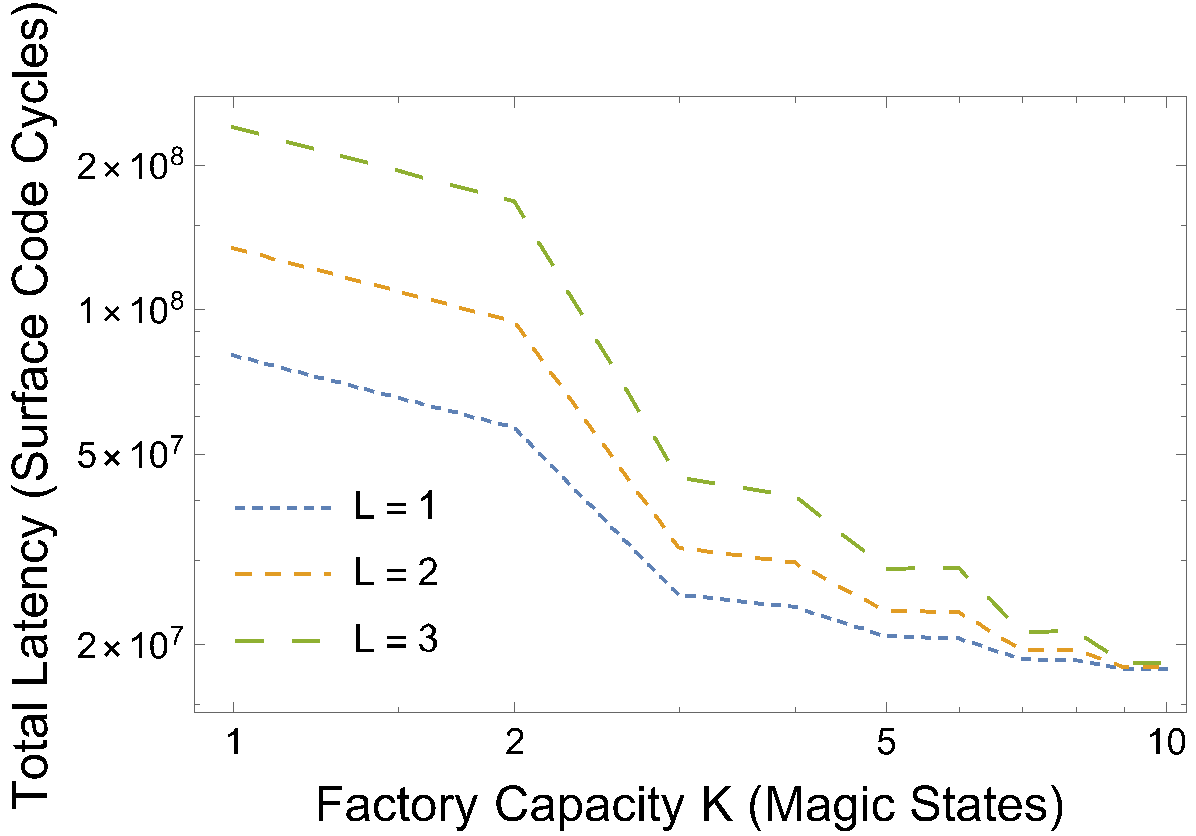 Total Latency (Surface Code Cycles)
2×10⁸
1×10⁸
5×10⁷
2×10⁷
L = 1
L = 2
L = 3
1 2 5 10
Factory Capacity K (Magic States)